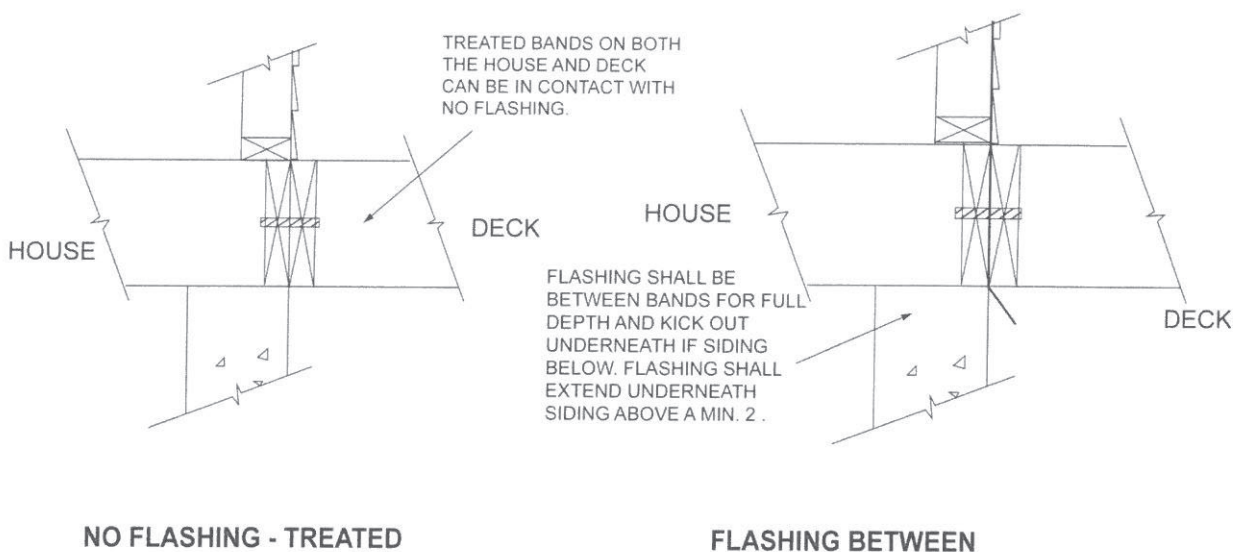 TREATED BANDS ON BOTH
THE HOUSE AND DECK
CAN BE IN CONTACT WITH
NO FLASHING.
HOUSE
DECK
HOUSE
FLASHING SHALL BE
BETWEEN BANDS FOR FULL
DEPTH AND KICK OUT
UNDERNEATH IF SIDING
BELOW. FLASHING SHALL
EXTEND UNDERNEATH
SIDING ABOVE A MIN. 2 .
DECK
NO FLASHING - TREATED
FLASHING BETWEEN